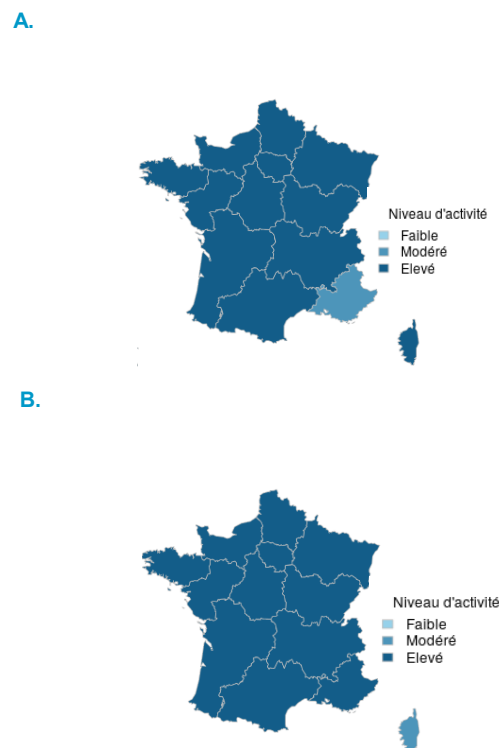 A.
Niveau d'activité
Faible
Modéré
Elevé
B.
Niveau d'activité
Faible
Modéré
Elevé